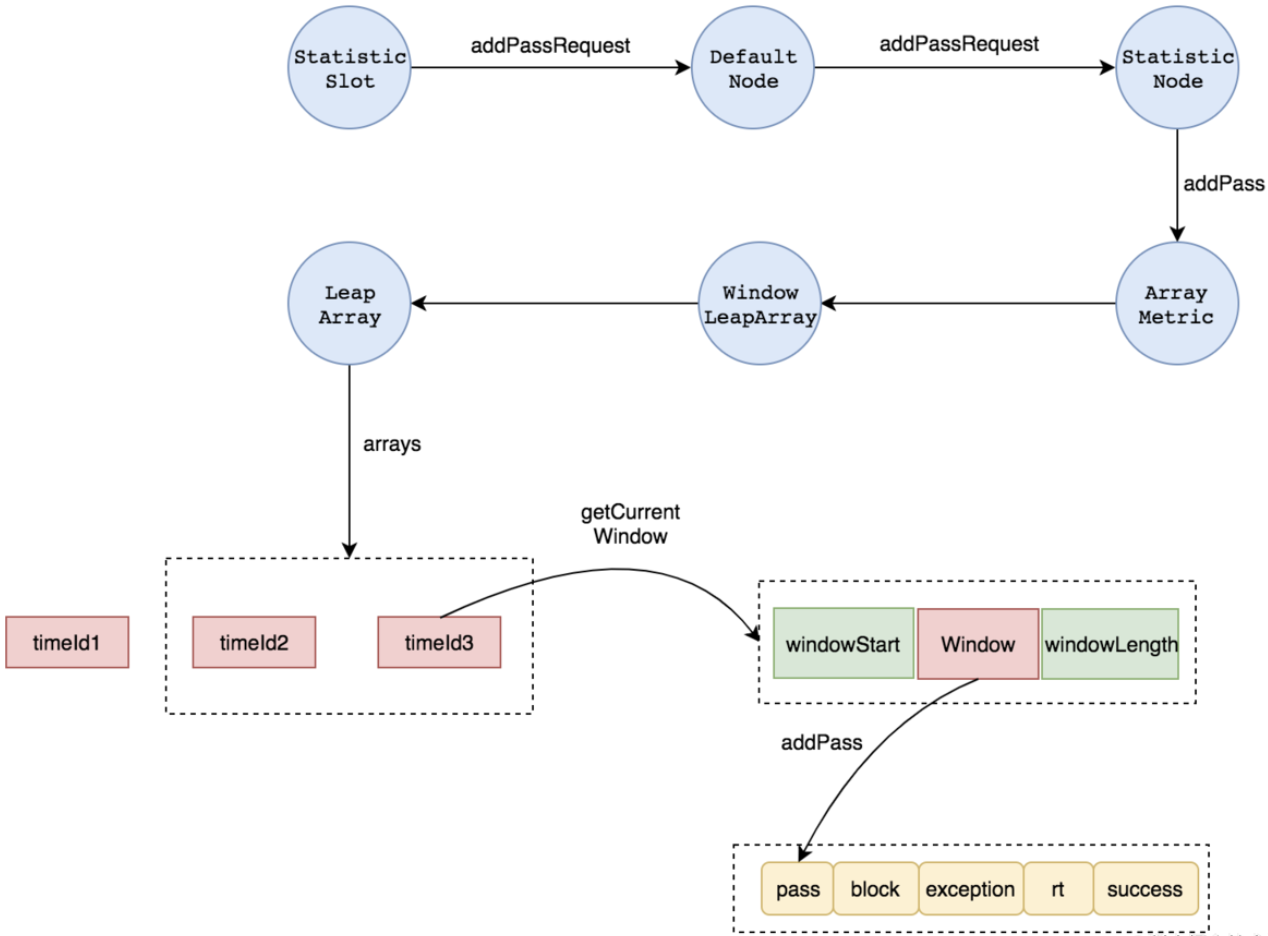 Statistic
Slot
addPassRequest
Default
Node
addPassRequest
Statistic
Node
addPass
Leap
Array
Window
LeapArray
Array
Metric
arrays
getCurrent
Window
timeId1
timeId2
timeId3
windowStart
Window
windowLength
addPass
pass
block
exception
rt
success